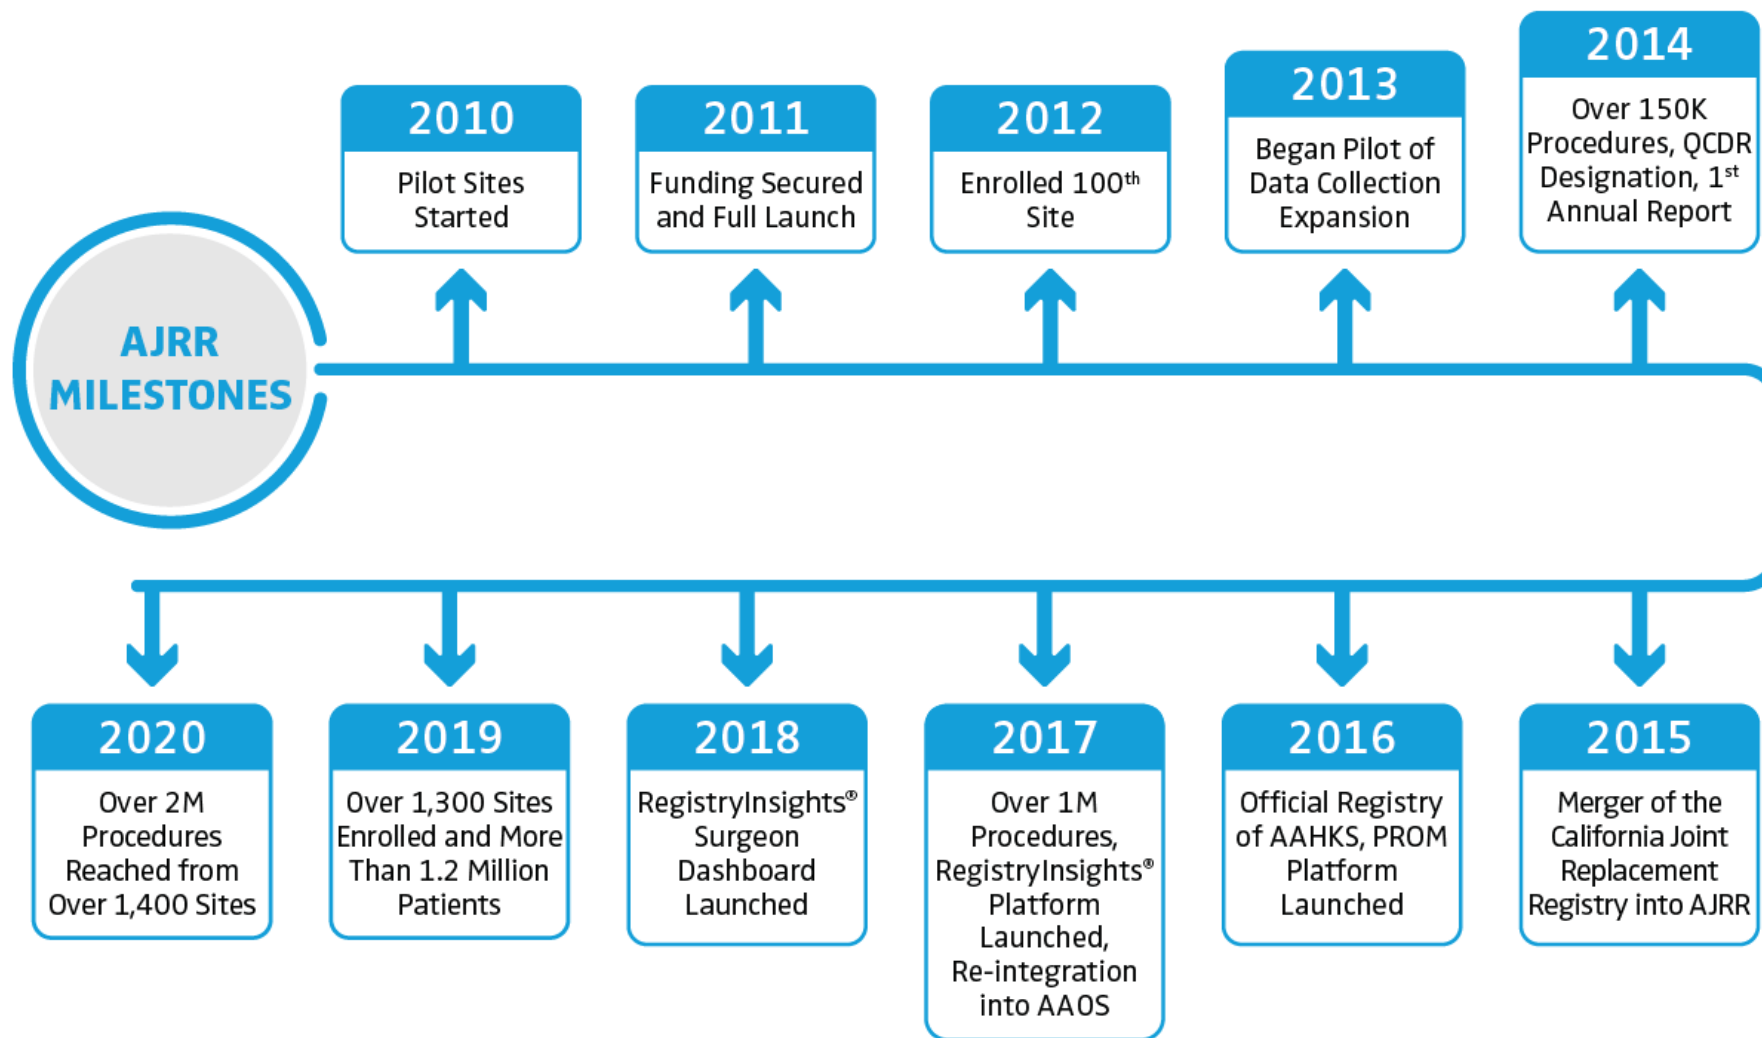 AJRR
MILESTONES
2010
Pilot Sites
Started
2011
Funding Secured
and Full Launch
2012
Enrolled 100th
Site
2013
Began Pilot of
Data Collection
Expansion
2014
Over 150K
Procedures, QCDR
Designation, 1st
Annual Report
2020
Over 2M
Procedures
Reached from
Over 1,400 Sites
2019
Over 1,300 Sites
Enrolled and More
Than 1.2 Million
Patients
2018
RegistryInsights®
Surgeon
Dashboard
Launched
2017
Over 1M
Procedures,
RegistryInsights®
Platform
Launched,
Re-integration
into AAOS
2016
Official Registry
of AAHKS, PROM
Platform
Launched
2015
Merger of the
California Joint
Replacement
Registry into AJRR